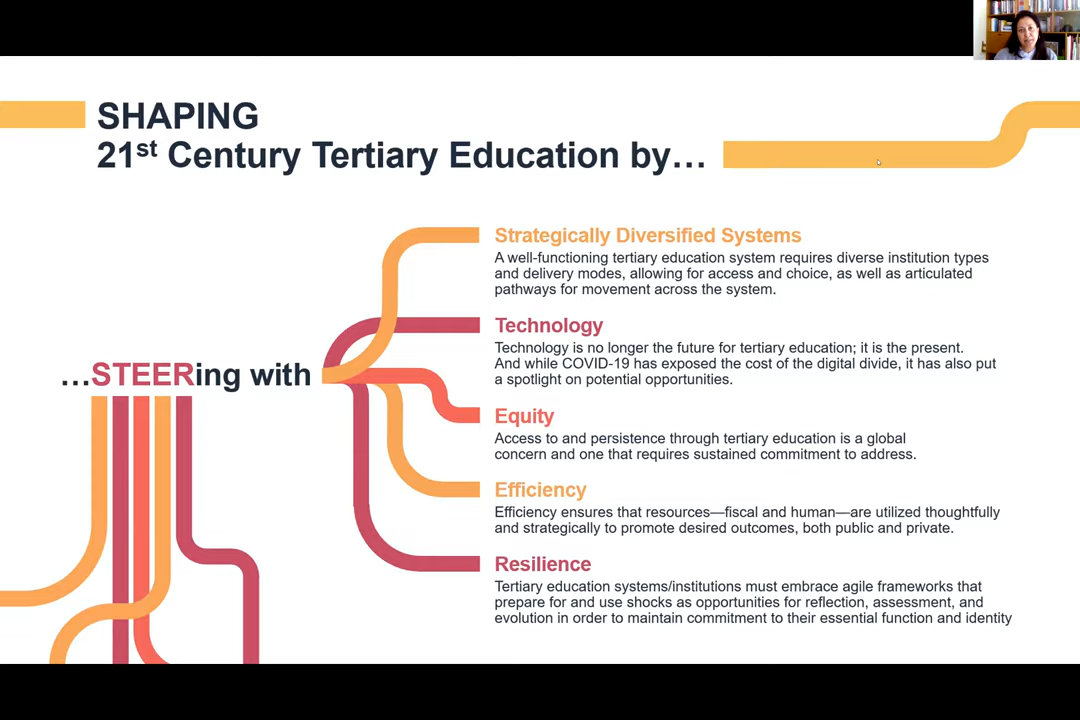 SHAPING
21st Century Tertiary Education by…
…STEERing with
Strategically Diversified Systems
A well-functioning tertiary education system requires diverse institution types
and delivery modes, allowing for access and choice, as well as articulated
pathways for movement across the system.
Technology
Technology is no longer the future for tertiary education; it is the present.
And while COVID-19 has exposed the cost of the digital divide, it has also put
a spotlight on potential opportunities.
Equity
Access to and persistence through tertiary education is a global
concern and one that requires sustained commitment to address.
Efficiency
Efficiency ensures that resources—fiscal and human—are utilized thoughtfully
and strategically to promote desired outcomes, both public and private.
Resilience
Tertiary education systems/institutions must embrace agile frameworks that
prepare for and use shocks as opportunities for reflection, assessment, and
evolution in order to maintain commitment to their essential function and identity